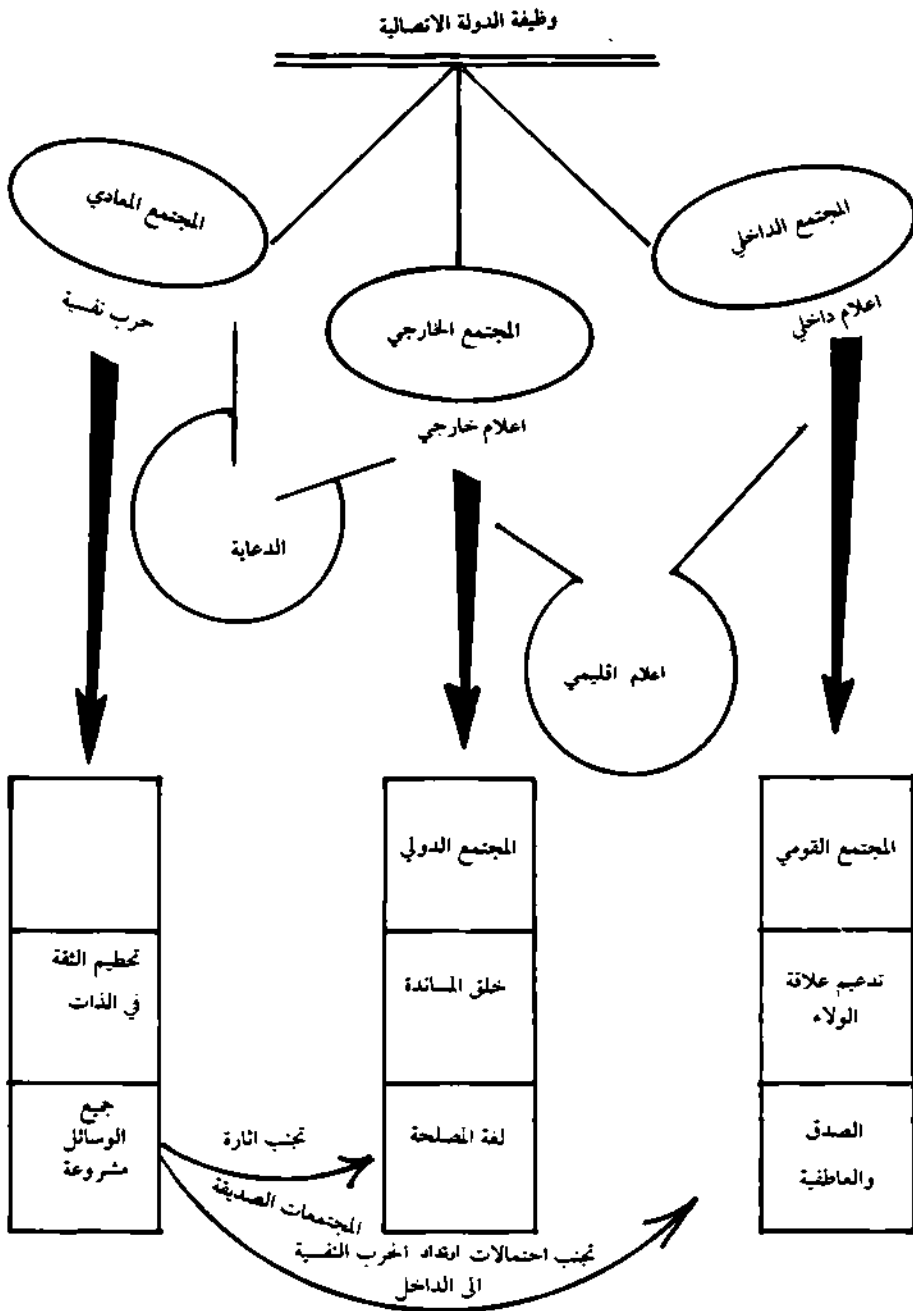 وظيفة الدولة الاتصالية
المجتمع الداخلي
اعلام داخلي
المجتمع الخارجي
اعلام خارجي
المجتمع المعادي
حرب نفسية
الدعاية
اعلام اقليمي
المجتمع القومي
تدعيم علاقة
الولاء
الصدق
والعاطفية
المجتمع الدولي
خلق المساندة
لغة المصلحة
تحطيم الثقة
في الذات
جميع
الوسائل
مشروعة
تجنب اثارة
المجتمعات الصديقة
تجنب احتمالات ارتداد الحرب النفسية
الى الداخل